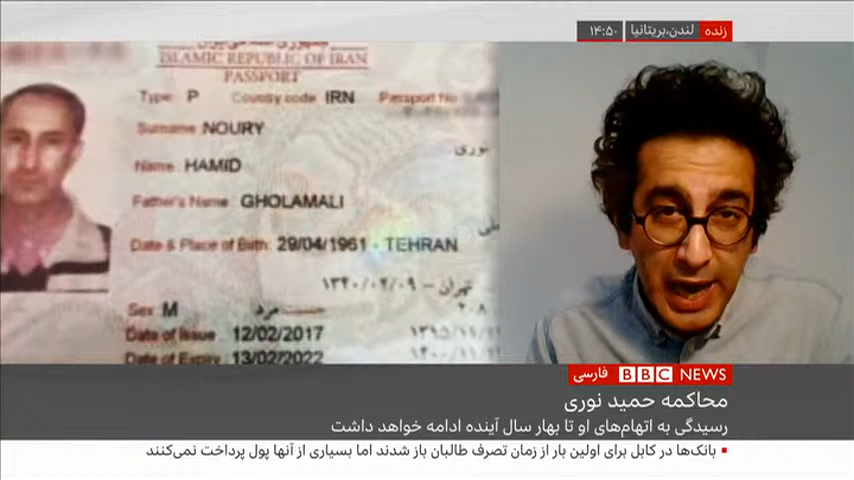 زنده
لندن،بریتانیا
۱۴:۵۰
ISLAMIC REPUBLIC OF IRAN
PASSPORT
Type: P Country code: IRN Passport No
Surname: NOURY
نوری
Name: HAMID
Father's Name: GHOLAMALI
Date & Place of Birth: 29/04/1961 - TEHRAN
تهران - ۱۳۴۰/۰۲/۰۹
Sex: M جنسیت مرد
Date of Issue: 12/02/2017
Date of Expiry: 13/02/2022
BBC NEWS فارسی
محاکمه حمید نوری
رسیدگی به اتهام‌های او تا بهار سال آینده ادامه خواهد داشت
بانک‌ها در کابل برای اولین بار از زمان تصرف طالبان باز شدند اما بسیاری از آنها پول پرداخت نمی‌کنند